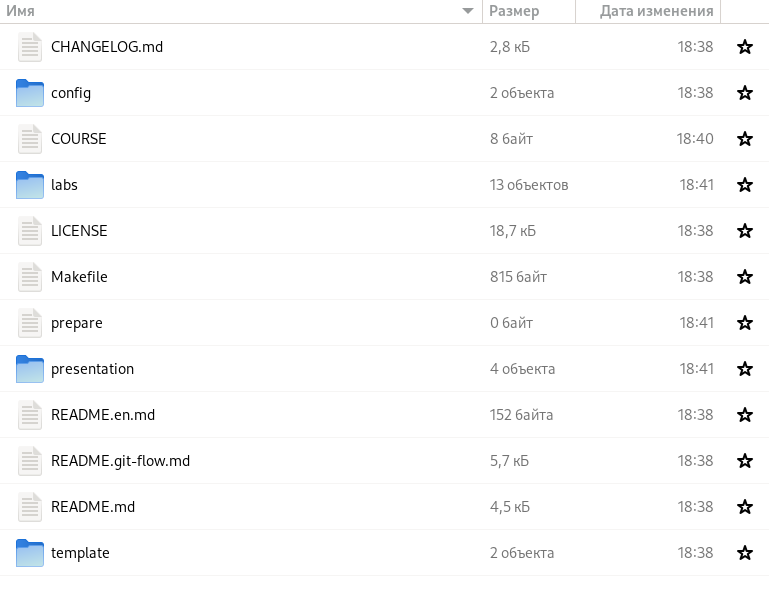 Имя Размер Дата изменения
CHANGELOG.md 2,8 кБ 18:38
config 2 объекта 18:38
COURSE 8 байт 18:40
labs 13 объектов 18:41
LICENSE 18,7 кБ 18:38
Makefile 815 байт 18:38
prepare 0 байт 18:41
presentation 4 объекта 18:41
README.en.md 152 байта 18:38
README.git-flow.md 5,7 кБ 18:38
README.md 4,5 кБ 18:38
template 2 объекта 18:38